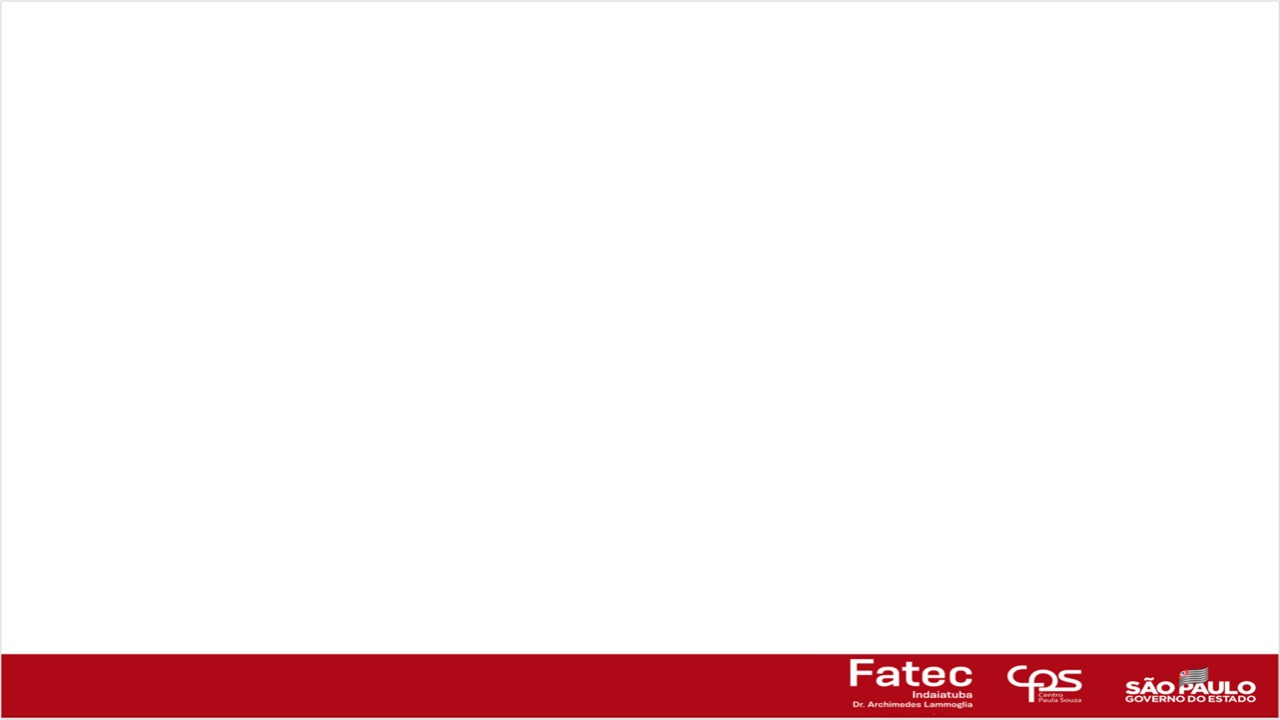 Fatec
Indaiatuba
Dr. Archimedes Lammoglia
CPS
Centro
Paula Souza
SÃO PAULO
GOVERNO DO ESTADO